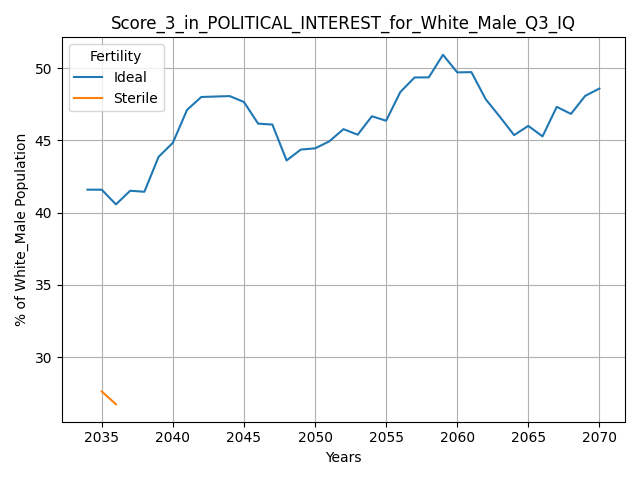 Score_3_in_POLITICAL_INTEREST_for_White_Male_Q3_IQ
Fertility
Ideal
Sterile
% of White_Male Population
50
45
40
35
30
2035 2040 2045 2050 2055 2060 2065 2070
Years